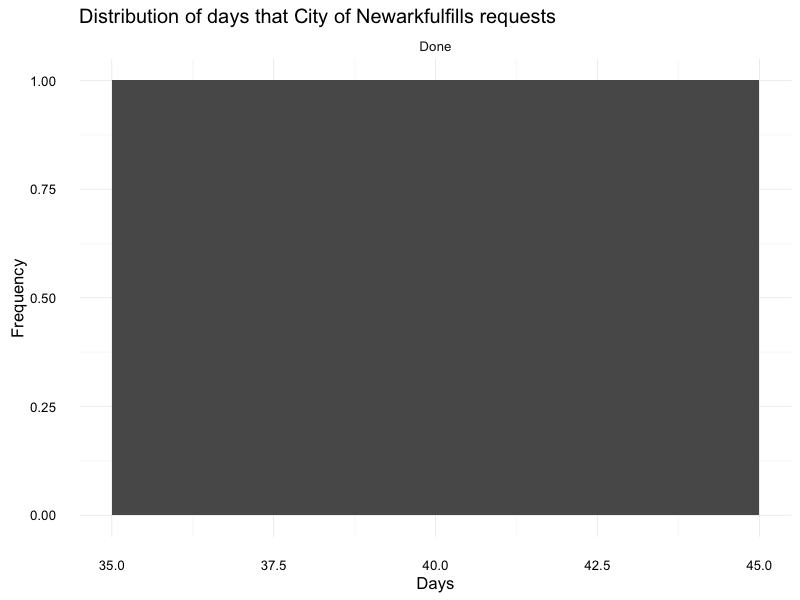 Distribution of days that City of Newarkfulfills requests
Done
1.00
0.75
0.50
0.25
0.00
Frequency
35.0 37.5 40.0 42.5 45.0
Days